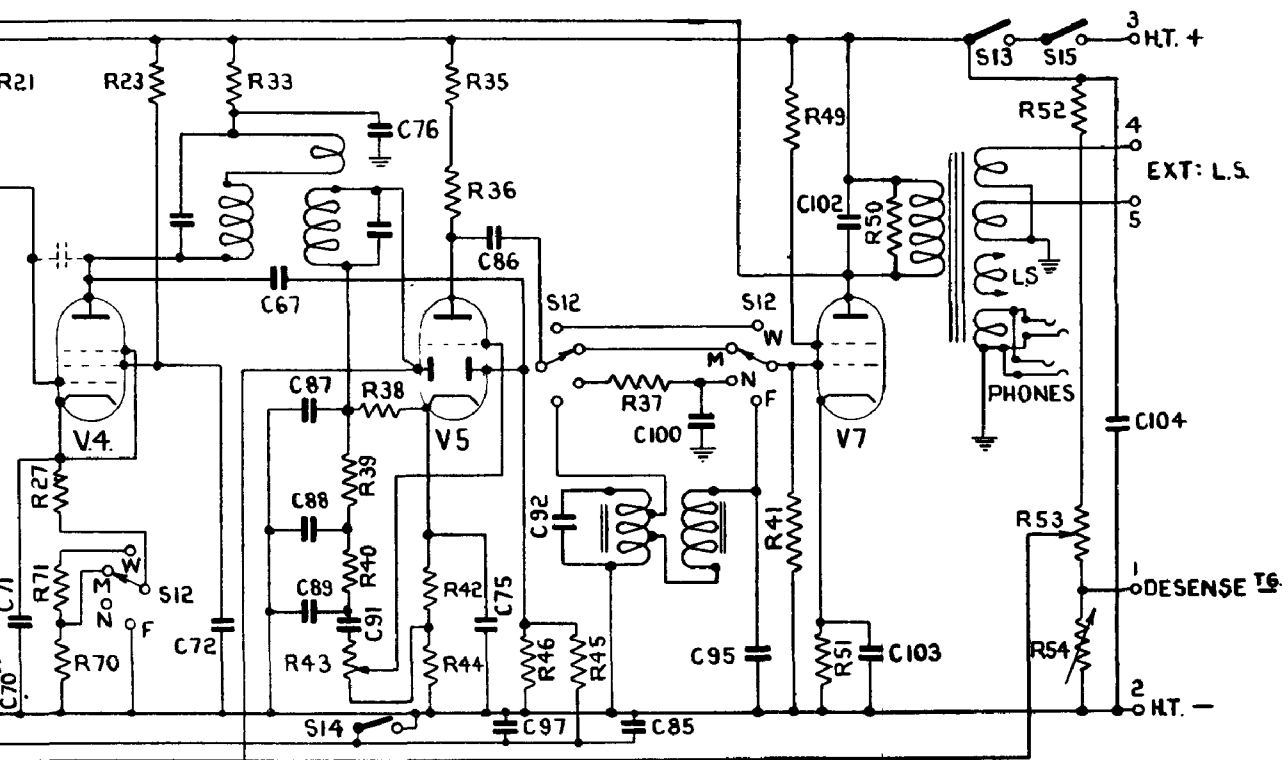 3
H.T. +
S13
S15
R21
R23
R33
R35
C76
R49
R52
4
EXT: L.S.
5
R36
C102
R50
C86
C67
S12
S12
LS
W
M
N
F
PHONES
C87
R38
R37
C100
V4.
V5
V7
C104
R27
R39
C88
C92
R41
R53
R71
W
M
N
F
S12
R40
C89
C91
R42
C75
1
DESENSE TG.
C71
C72
R70
C70
R43
R44
R46
R45
C95
R51
C103
R54
2
H.T. —
S14
C97
C85